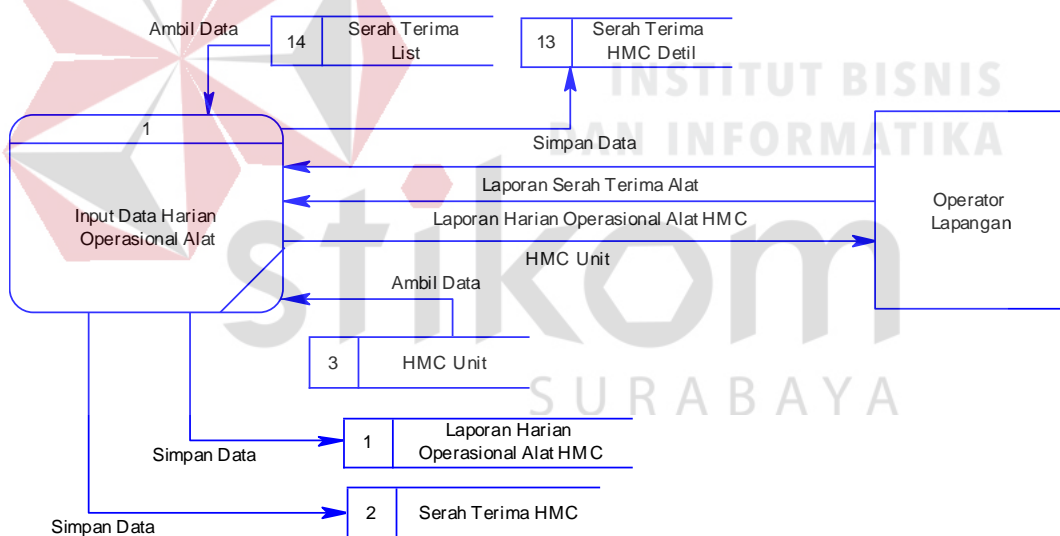 Ambil Data
14
Serah Terima
List
13
Serah Terima
HMC Detil
INSTITUT BISNIS
DAN INFORMATIKA
1
Simpan Data
Input Data Harian
Operasional Alat
Laporan Serah Terima Alat
Operator
Lapangan
Laporan Harian Operasional Alat HMC
HMC Unit
stikom
Ambil Data
3
HMC Unit
SURABAYA
Simpan Data
1
Laporan Harian
Operasional Alat HMC
Simpan Data
2
Serah Terima HMC